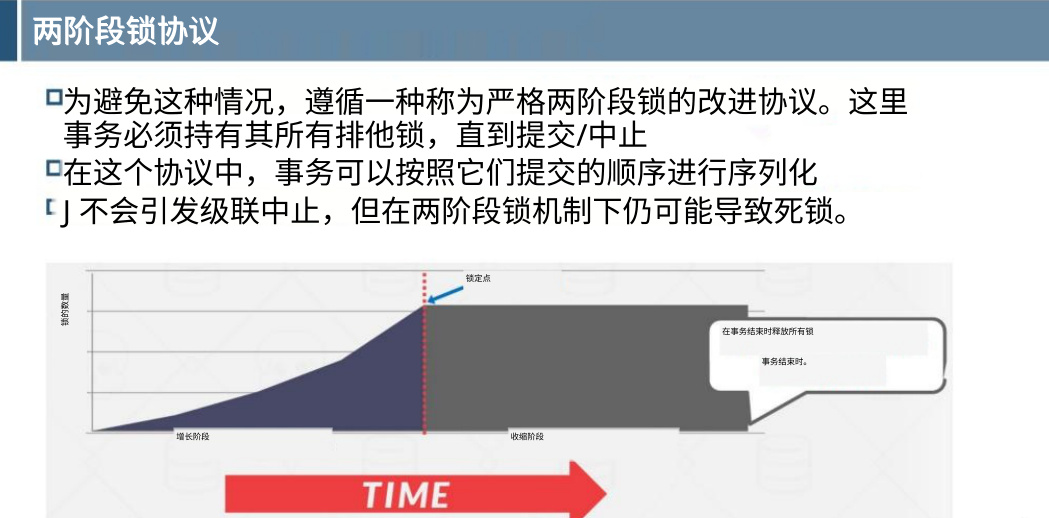 两阶段锁协议
为避免这种情况，遵循一种称为严格两阶段锁的改进协议。这里
事务必须持有其所有排他锁，直到提交/中止
在这个协议中，事务可以按照它们提交的顺序进行序列化
J 不会引发级联中止，但在两阶段锁机制下仍可能导致死锁。
锁定点
锁的数量
在事务结束时释放所有锁
事务结束时。
增长阶段
收缩阶段
TIME